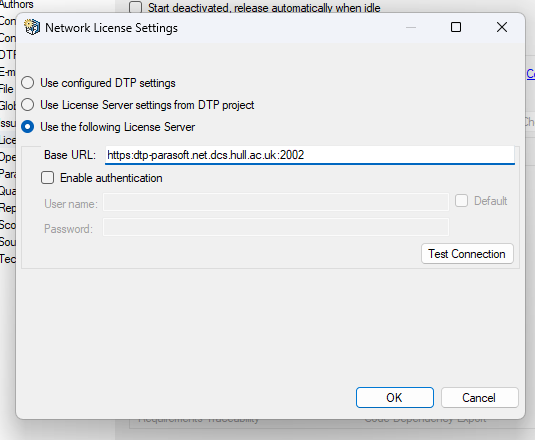 Authors
Start deactivated, release automatically when idle
Network License Settings
Use configured DTP settings
Use License Server settings from DTP project
Use the following License Server
Base URL: https:dtp-parasoft.net.dcs.hull.ac.uk:2002
Enable authentication
User name:
Default
Password:
Test Connection
OK
Cancel
Requirements Traceability
Code Dependency Export
Con
Con
DTF
E-m
File
Glob
Issu
Lice
Ope
Para
Qua
Rep
Sco
Sou
Tec
Co
Ch